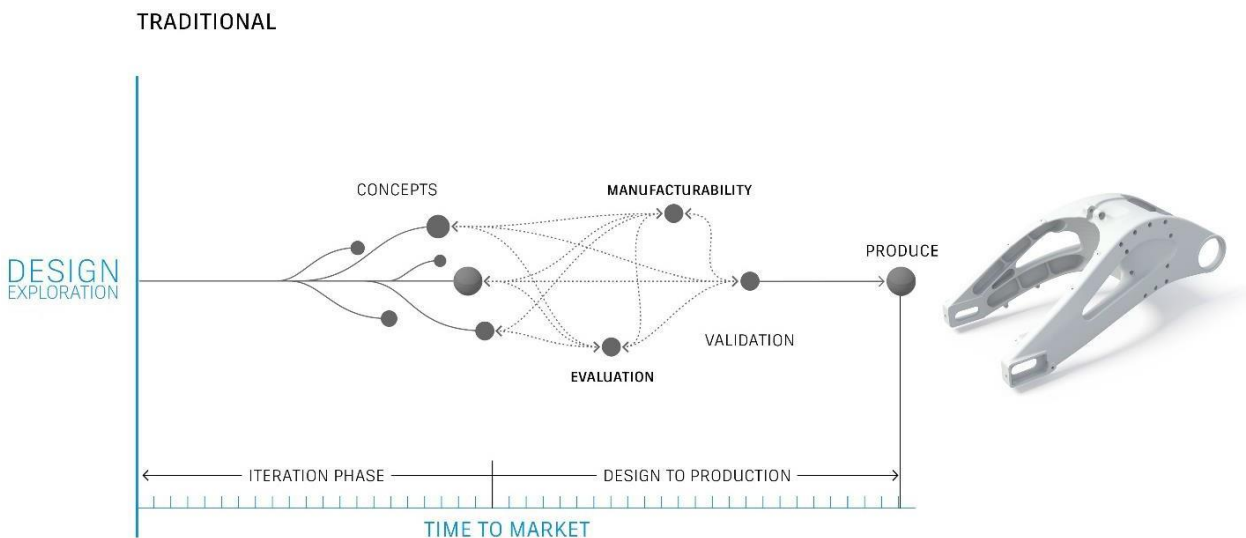 TRADITIONAL
CONCEPTS
MANUFACTURABILITY
PRODUCE
DESIGN
EXPLORATION
VALIDATION
EVALUATION
ITERATION PHASE
DESIGN TO PRODUCTION
TIME TO MARKET